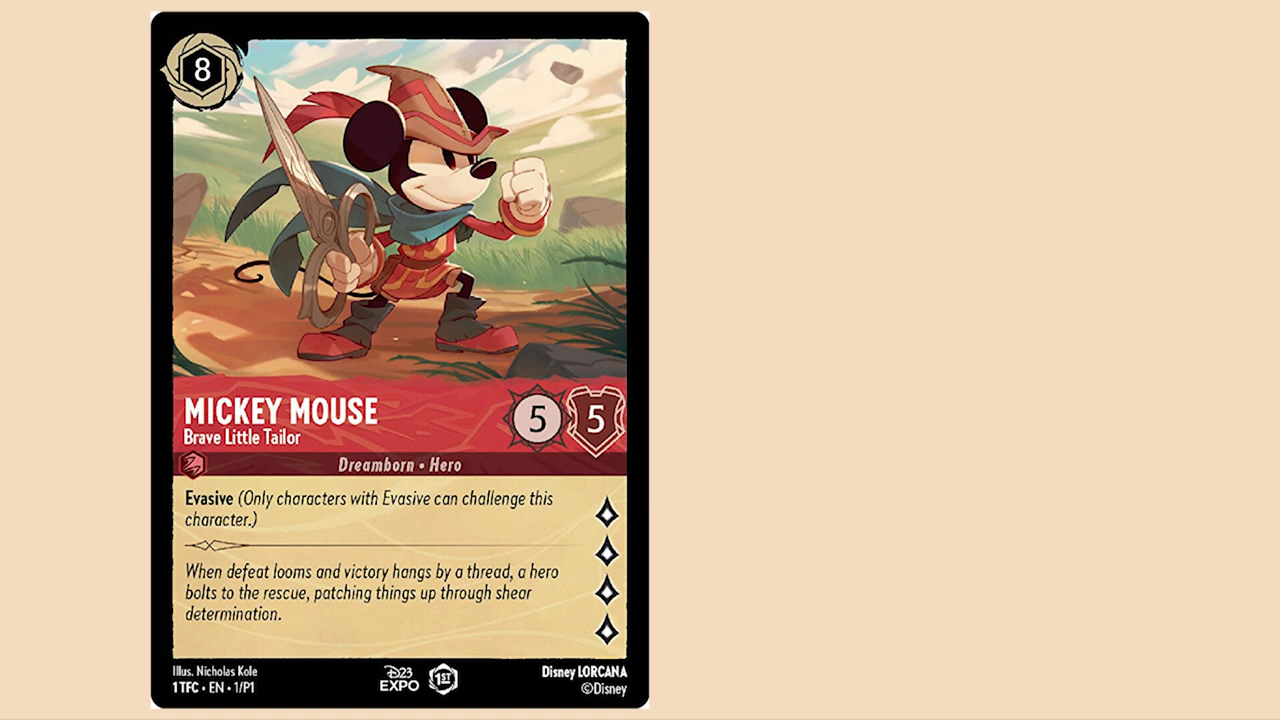 8
MICKEY MOUSE
Brave Little Tailor
5
5
Dreamborn • Hero
Evasive (Only characters with Evasive can challenge this
character.)
When defeat looms and victory hangs by a thread, a hero
bolts to the rescue, patching things up through shear
determination.
Illus. Nicholas Kole
1 TFC • EN • 1/P1
D23
EXPO
1ST
Disney LORCANA
©Disney